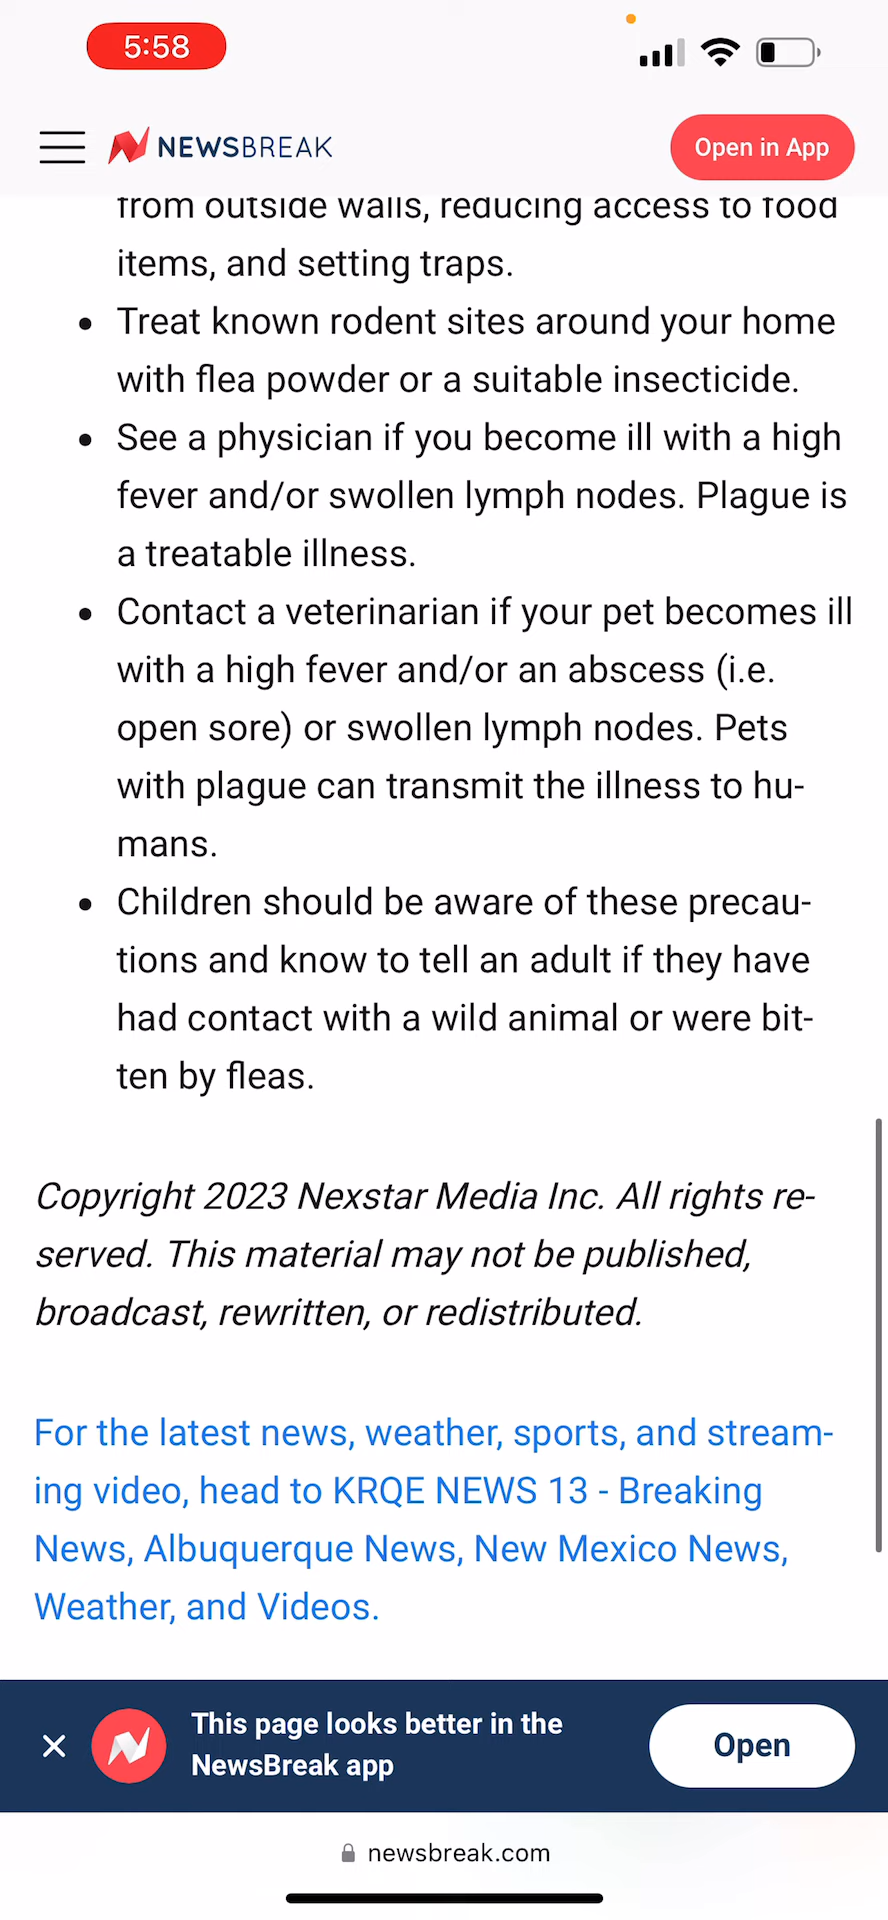 5:58
NEWSBREAK
Open in App
from outside walls, reducing access to food
items, and setting traps.
• Treat known rodent sites around your home
with flea powder or a suitable insecticide.
• See a physician if you become ill with a high
fever and/or swollen lymph nodes. Plague is
a treatable illness.
• Contact a veterinarian if your pet becomes ill
with a high fever and/or an abscess (i.e.
open sore) or swollen lymph nodes. Pets
with plague can transmit the illness to hu-
mans.
• Children should be aware of these precau-
tions and know to tell an adult if they have
had contact with a wild animal or were bit-
ten by fleas.
Copyright 2023 Nexstar Media Inc. All rights re-
served. This material may not be published,
broadcast, rewritten, or redistributed.
For the latest news, weather, sports, and stream-
ing video, head to KRQE NEWS 13 - Breaking
News, Albuquerque News, New Mexico News,
Weather, and Videos.
This page looks better in the
NewsBreak app
Open
newsbreak.com